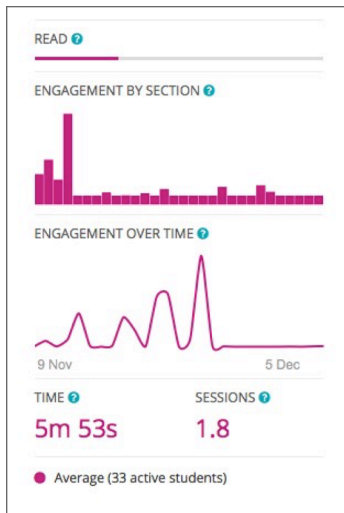 READ ?
ENGAGEMENT BY SECTION ?
ENGAGEMENT OVER TIME ?
9 Nov 5 Dec
TIME ? SESSIONS ?
5m 53s 1.8
Average (33 active students)